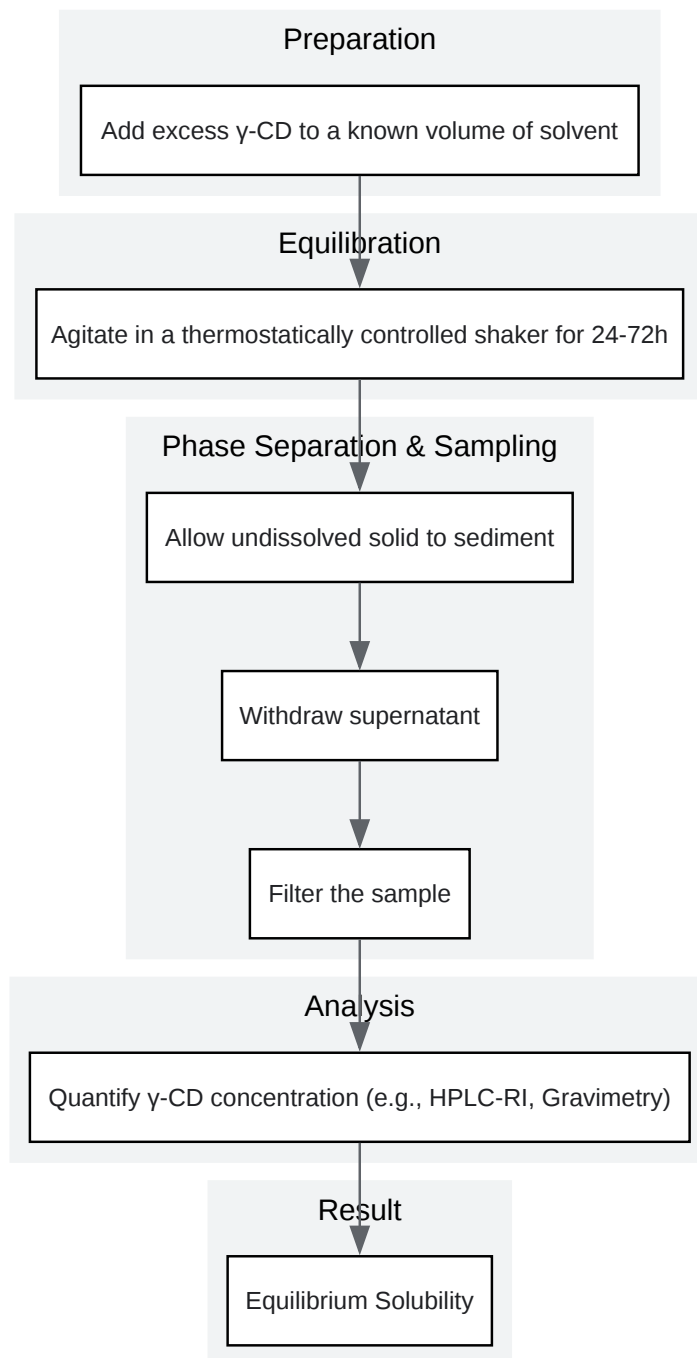 Preparation
Add excess γ-CD to a known volume of solvent
Equilibration
Agitate in a thermostatically controlled shaker for 24-72h
Phase Separation & Sampling
Allow undissolved solid to sediment
Withdraw supernatant
Filter the sample
Analysis
Quantify γ-CD concentration (e.g., HPLC-RI, Gravimetry)
Result
Equilibrium Solubility